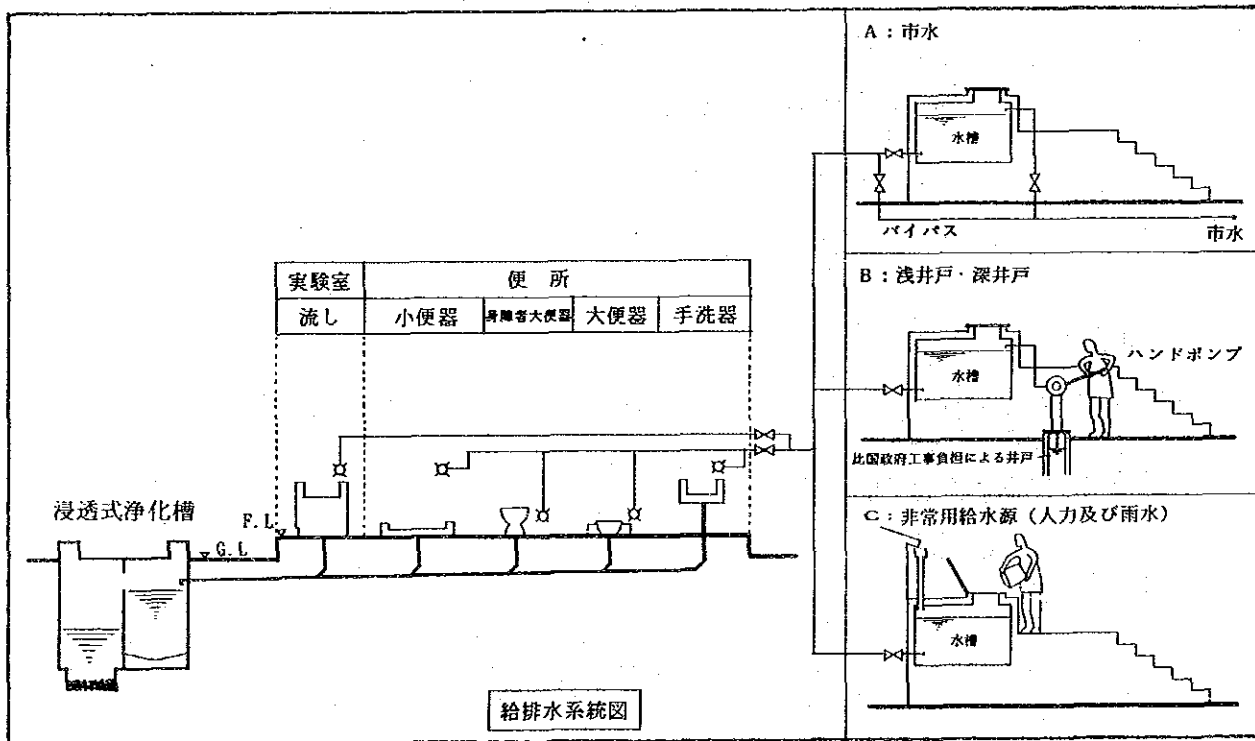 A：市水
水槽
バイパス
市水
実験室
便所
流し
小便器
身障者大便器
大便器
手洗器
B：浅井戸・深井戸
ハンドポンプ
水槽
比国政府工事負担による井戸
浸透式浄化槽
F.L
G.L
C：非常用給水源（人力及び雨水）
水槽
給排水系統図